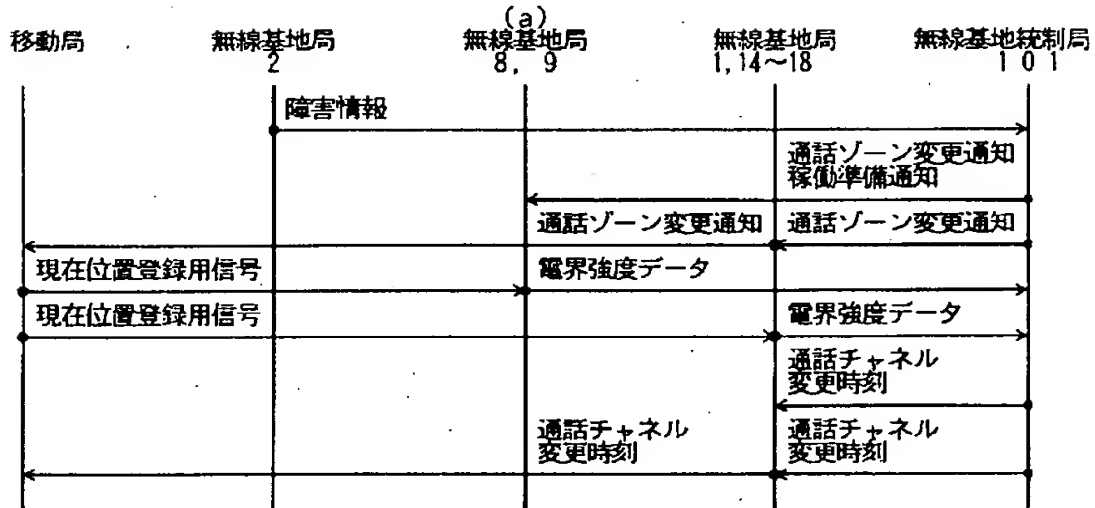 (a)
移動局
無線基地局
2
無線基地局
8, 9
無線基地局
1,14～18
無線基地統制局
101
障害情報
通話ゾーン変更通知
稼働準備通知
通話ゾーン変更通知
通話ゾーン変更通知
現在位置登録用信号
電界強度データ
現在位置登録用信号
電界強度データ
通話チャネル
変更時刻
通話チャネル
変更時刻
通話チャネル
変更時刻